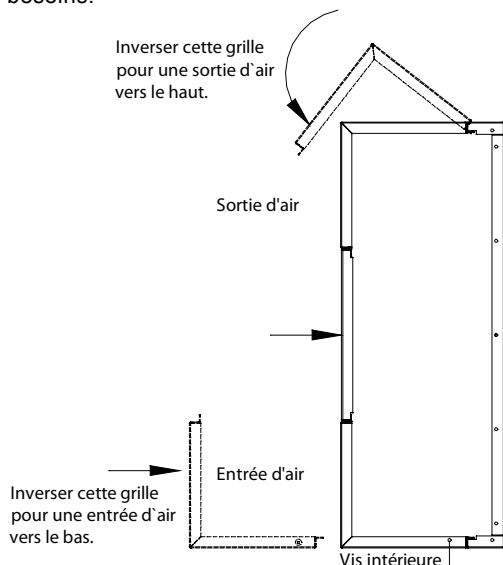 besoins.
Inverser cette grille
pour une sortie d`air
vers le haut.
Sortie d'air
Entrée d'air
Inverser cette grille
pour une entrée d`air
vers le bas.
Vis intérieure